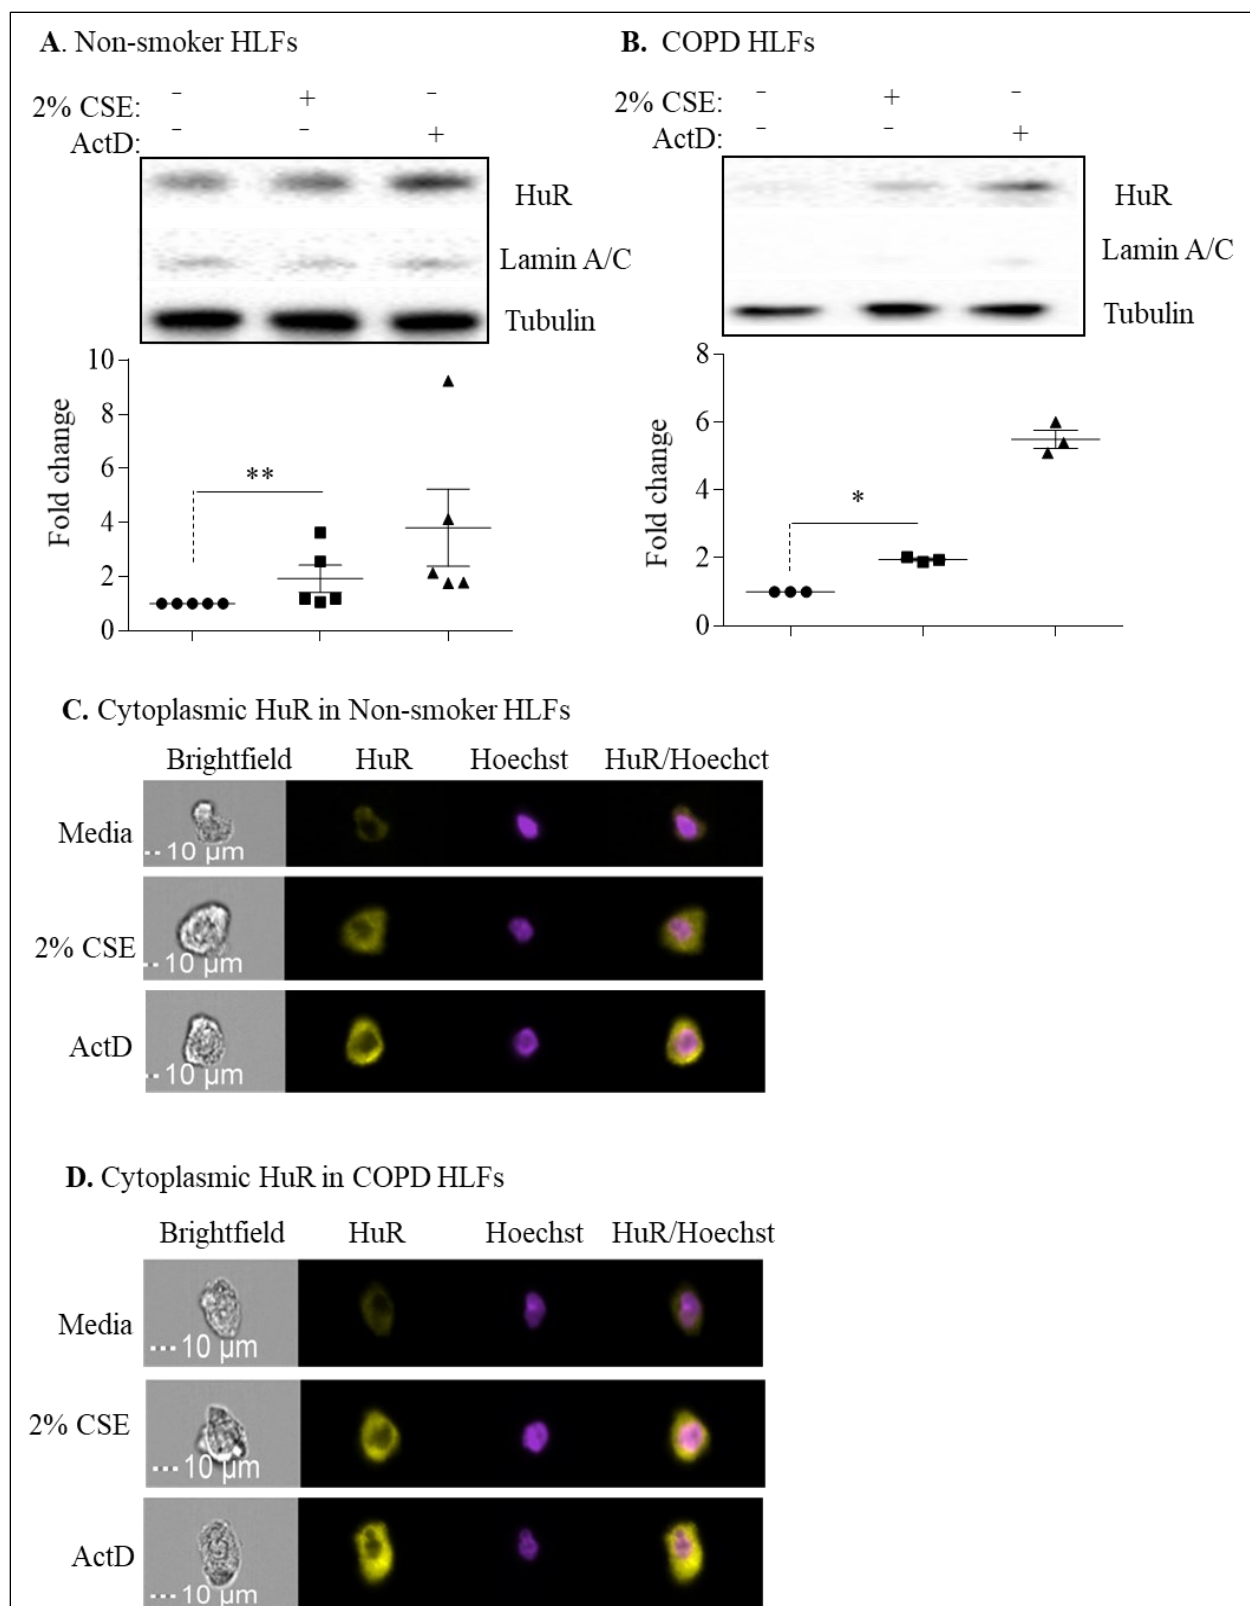 A. Non-smoker HLFs
2% CSE: - + -
ActD: - - +
HuR
Lamin A/C
Tubulin
10
8
6
4
2
0
Fold change
**
B. COPD HLFs
2% CSE: - + -
ActD: - - +
HuR
Lamin A/C
Tubulin
8
6
4
2
0
Fold change
*
C. Cytoplasmic HuR in Non-smoker HLFs
Brightfield HuR Hoechst HuR/Hoechct
Media
10 µm
2% CSE
10 µm
ActD
10 µm
D. Cytoplasmic HuR in COPD HLFs
Brightfield HuR Hoechst HuR/Hoechst
Media
10 µm
2% CSE
10 µm
ActD
10 µm